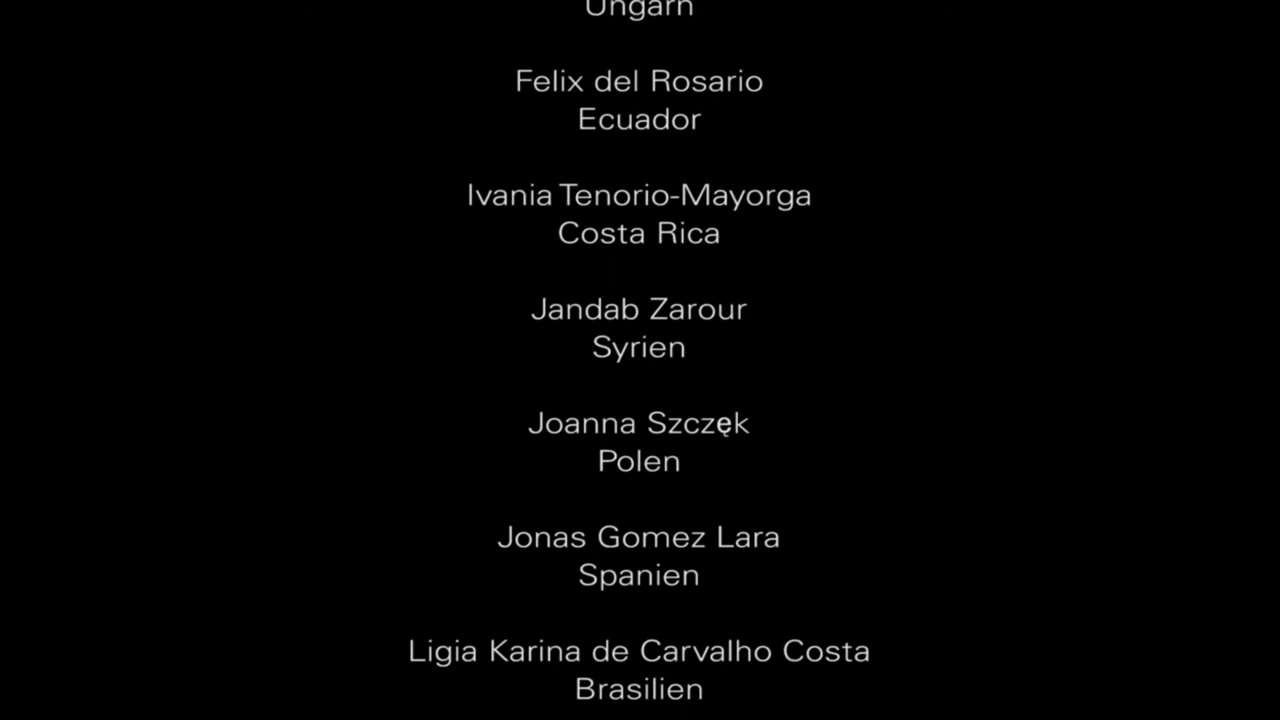 Ungarn
Felix del Rosario
Ecuador
Ivania Tenorio-Mayorga
Costa Rica
Jandab Zarour
Syrien
Joanna Szczęk
Polen
Jonas Gomez Lara
Spanien
Ligia Karina de Carvalho Costa
Brasilien